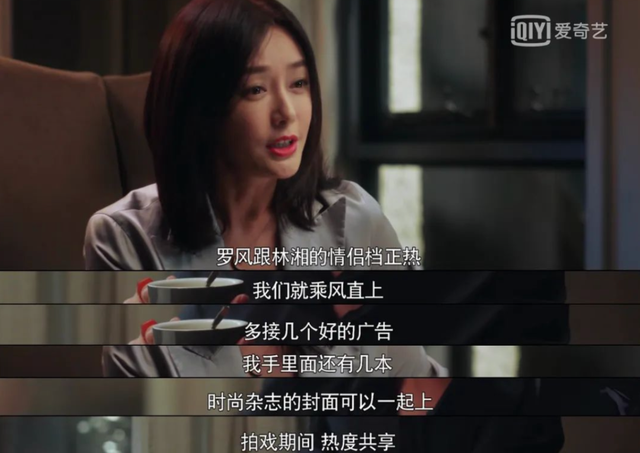 iQIYI 爱奇艺
罗风跟林湘的情侣档正热
我们就乘风直上
多接几个好的广告
我手里面还有几本
时尚杂志的封面可以一起上
拍戏期间 热度共享